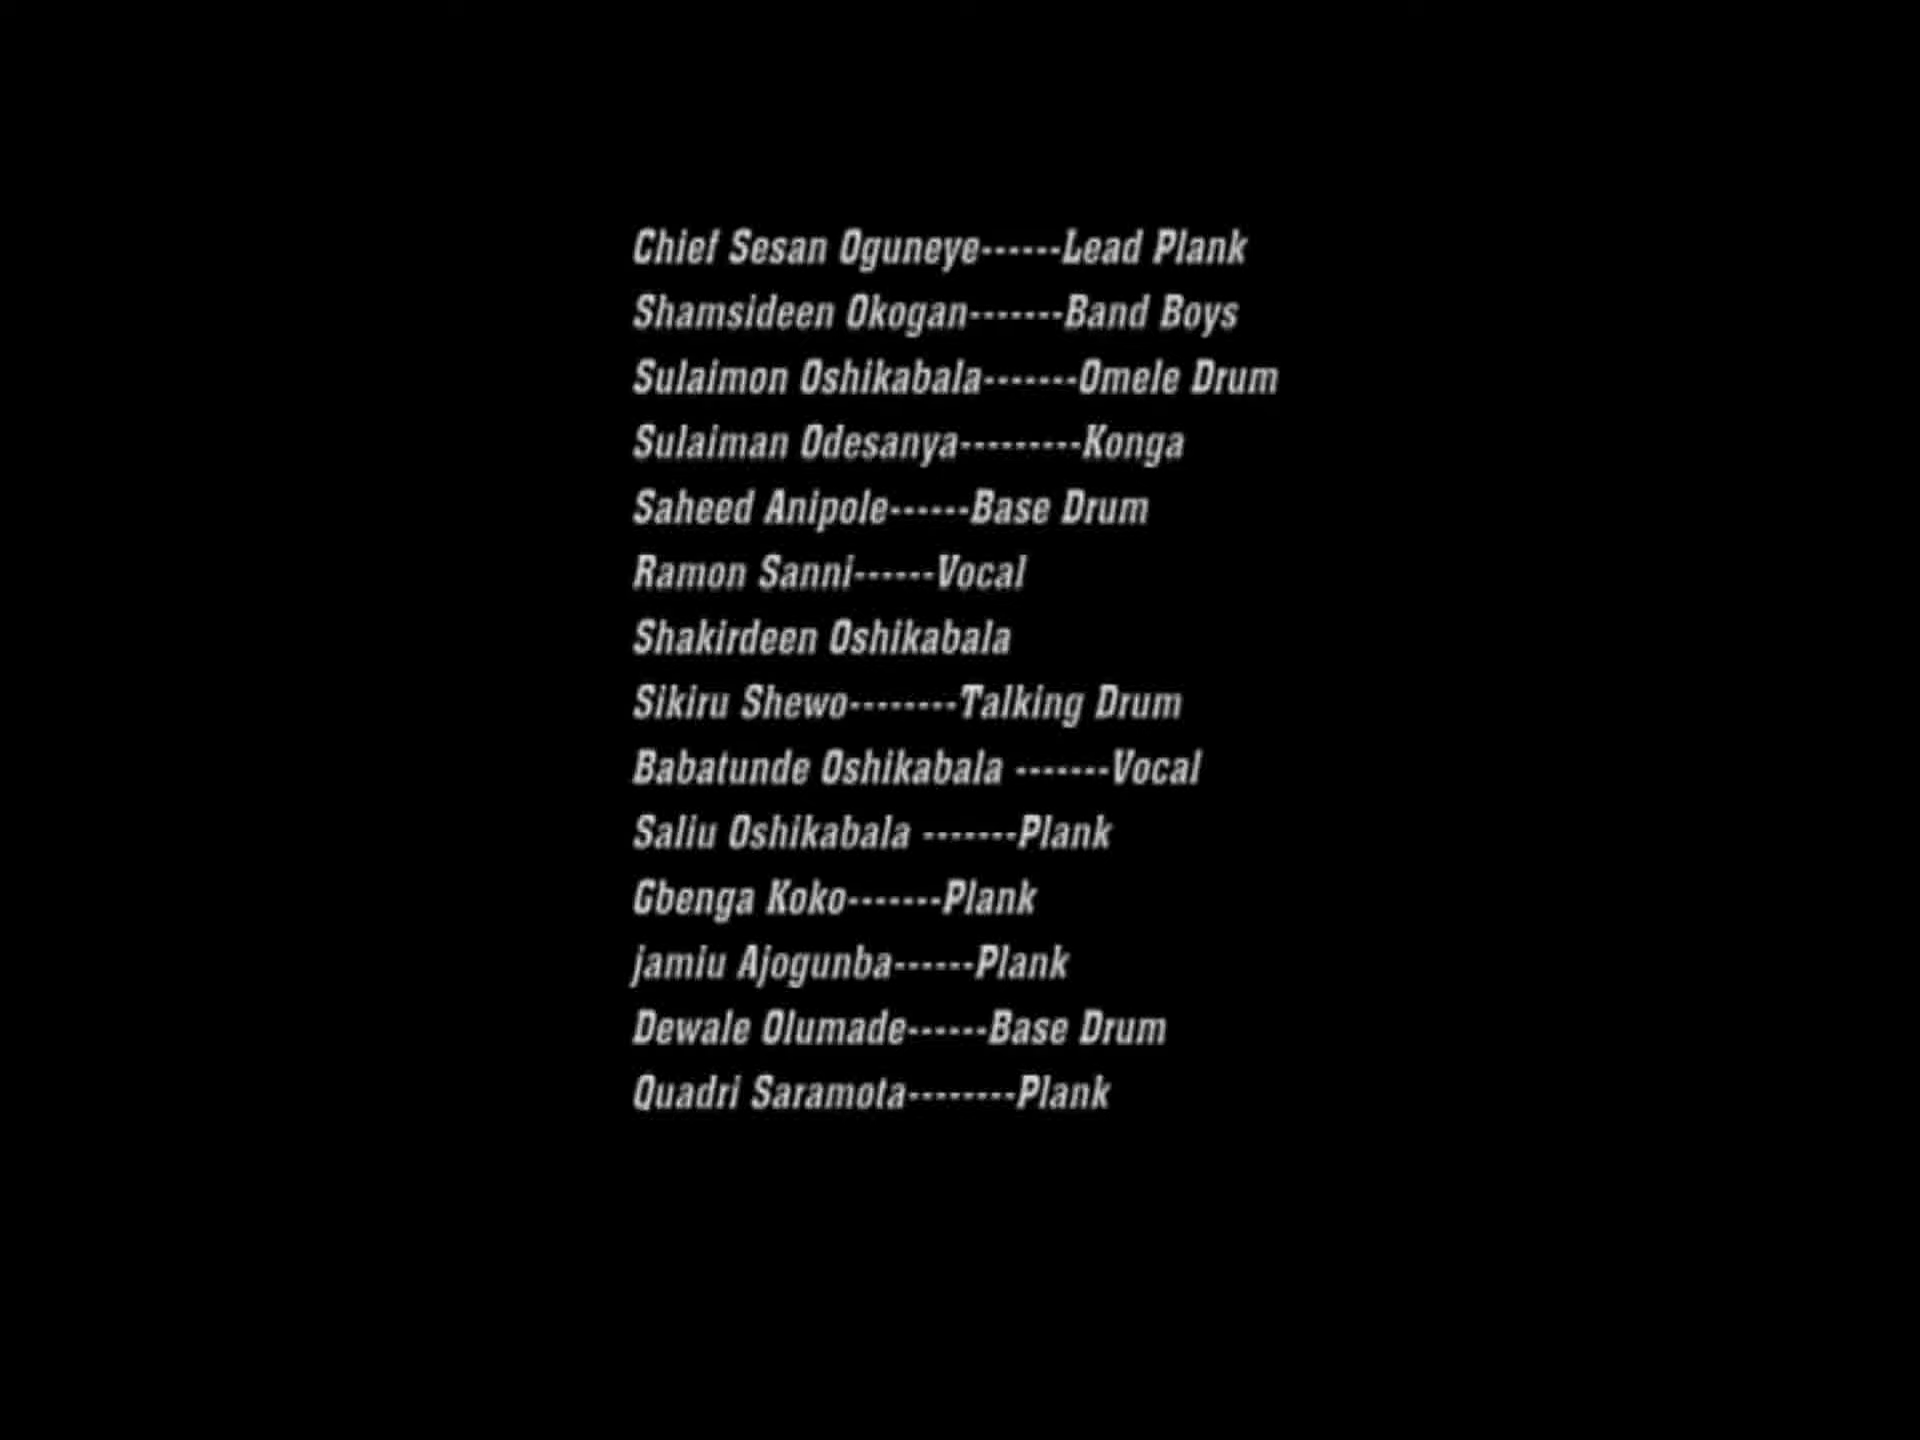 Chief Sesan Oguneye------Lead Plank
Shamsideen Okogan-------Band Boys
Sulaimon Oshikabala-------Omele Drum
Sulaiman Odesanya---------Konga
Saheed Anipole------Base Drum
Ramon Sanni------Vocal
Shakirdeen Oshikabala
Sikiru Shewo--------Talking Drum
Babatunde Oshikabala -------Vocal
Saliu Oshikabala -------Plank
Gbenga Koko-------Plank
jamiu Ajogunba------Plank
Dewale Olumade------Base Drum
Quadri Saramota--------Plank